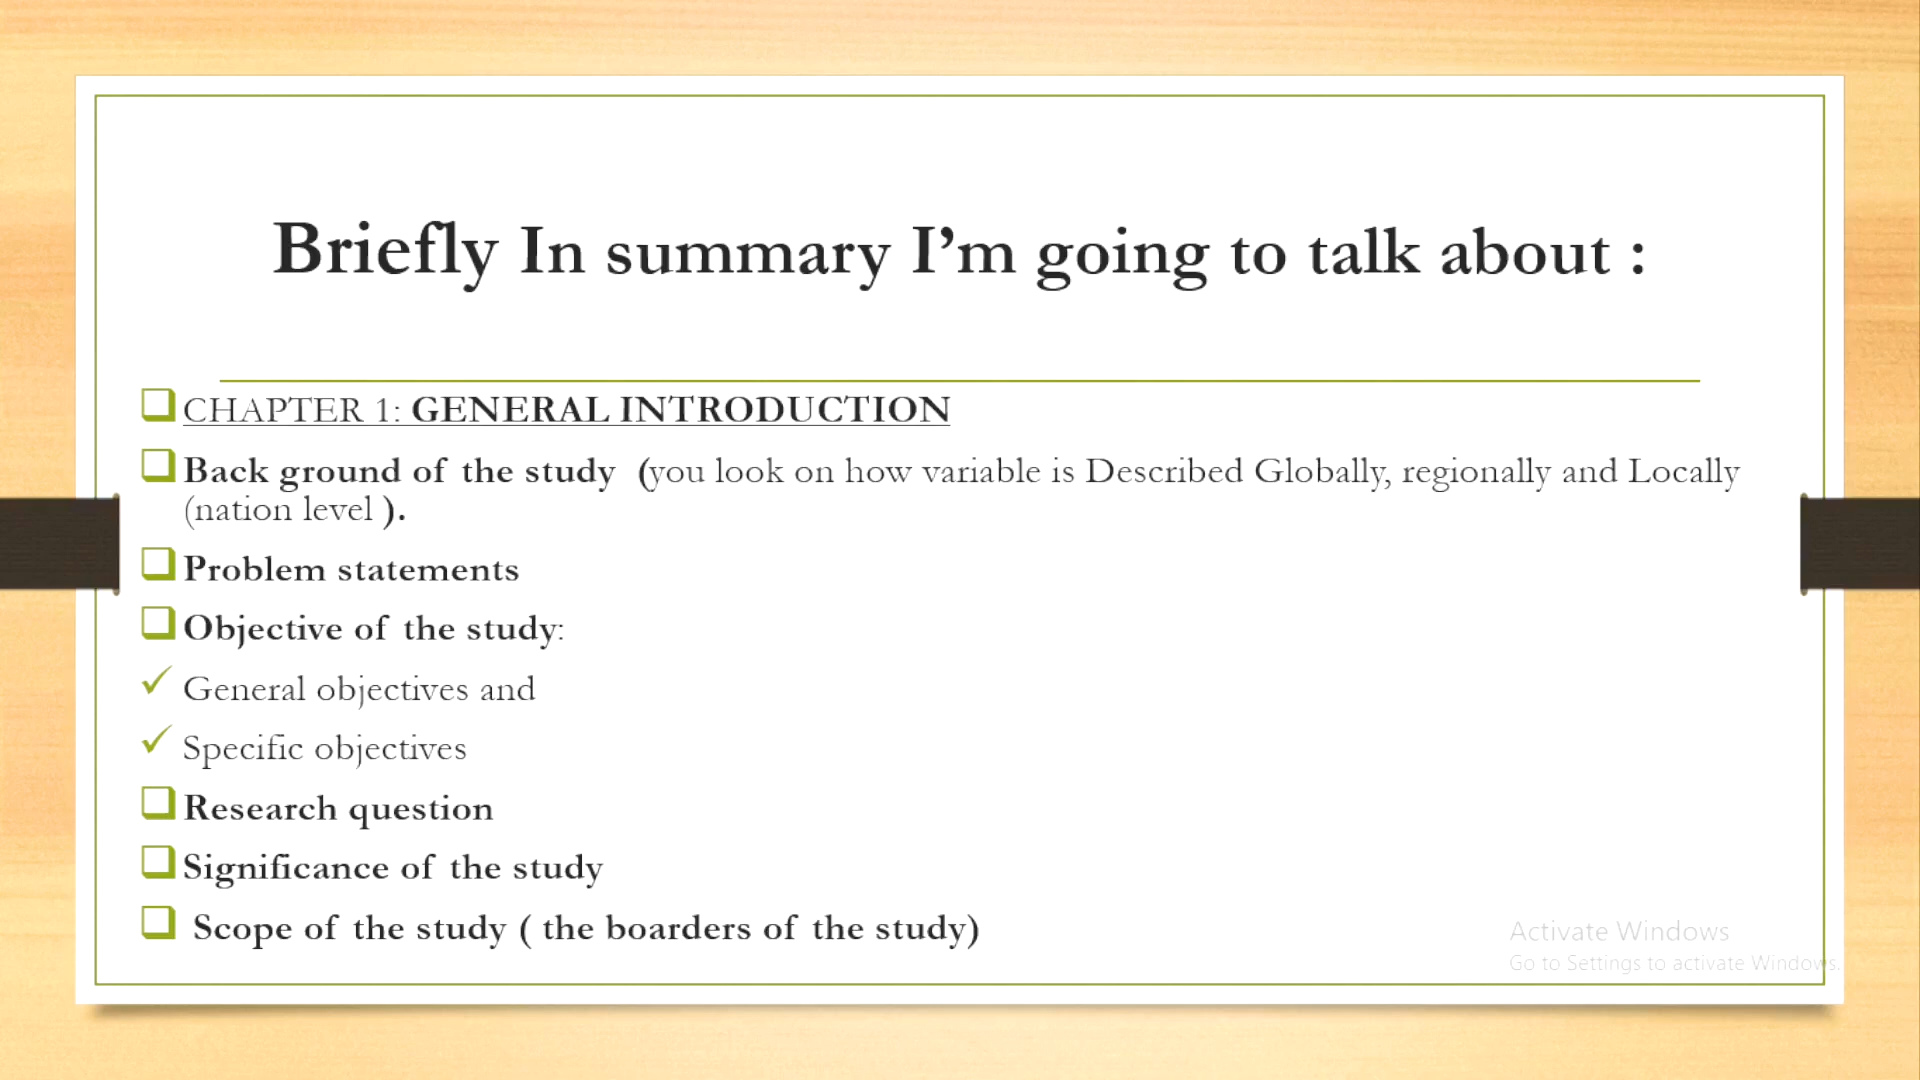 Briefly In summary I’m going to talk about :
CHAPTER 1: GENERAL INTRODUCTION
Back ground of the study (you look on how variable is Described Globally, regionally and Locally
(nation level ).
Problem statements
Objective of the study:
General objectives and
Specific objectives
Research question
Significance of the study
Scope of the study ( the boarders of the study)
Activate Windows
Go to Settings to activate Windows.